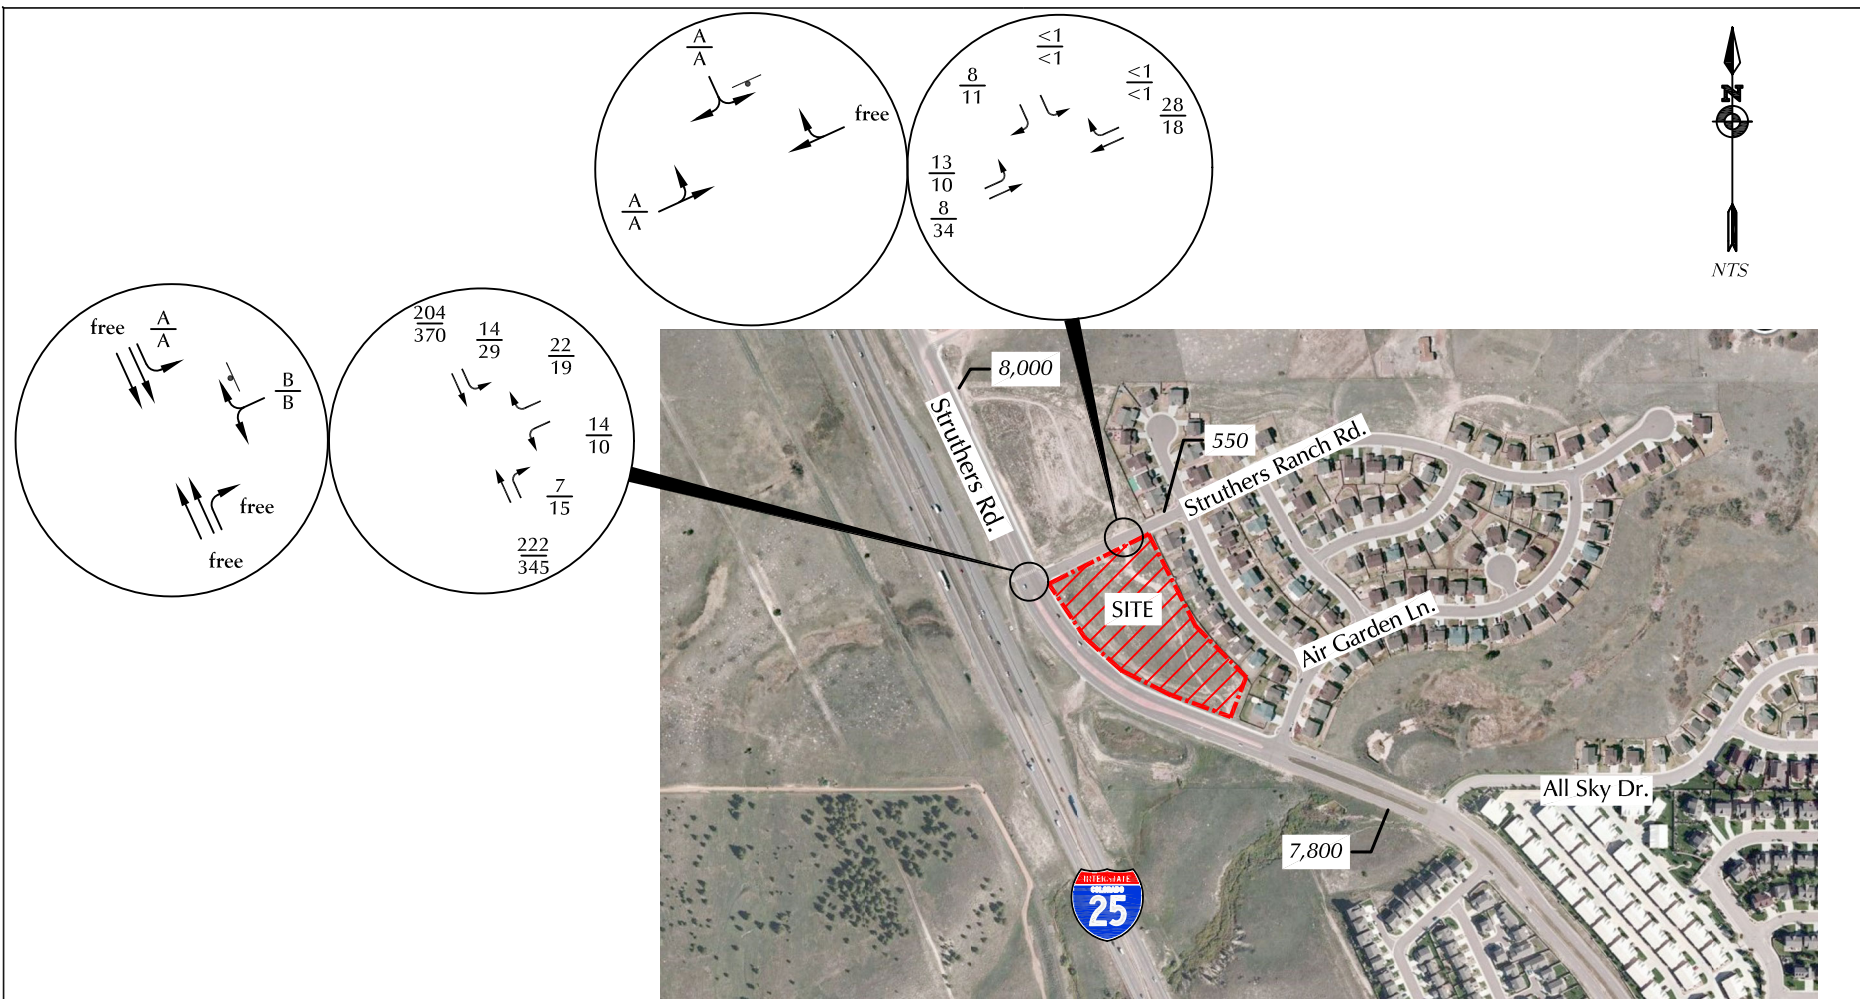 A
A
free
A
A
<1
<1
8
11
<1
<1
28
18
13
10
8
34
N
NTS
free
A
A
B
B
free
free
204
370
14
29
22
19
14
10
7
15
222
345
8,000
Struthers Rd.
550
Struthers Ranch Rd.
SITE
Air Garden Ln.
All Sky Dr.
7,800
INTERSTATE
COLORADO
25